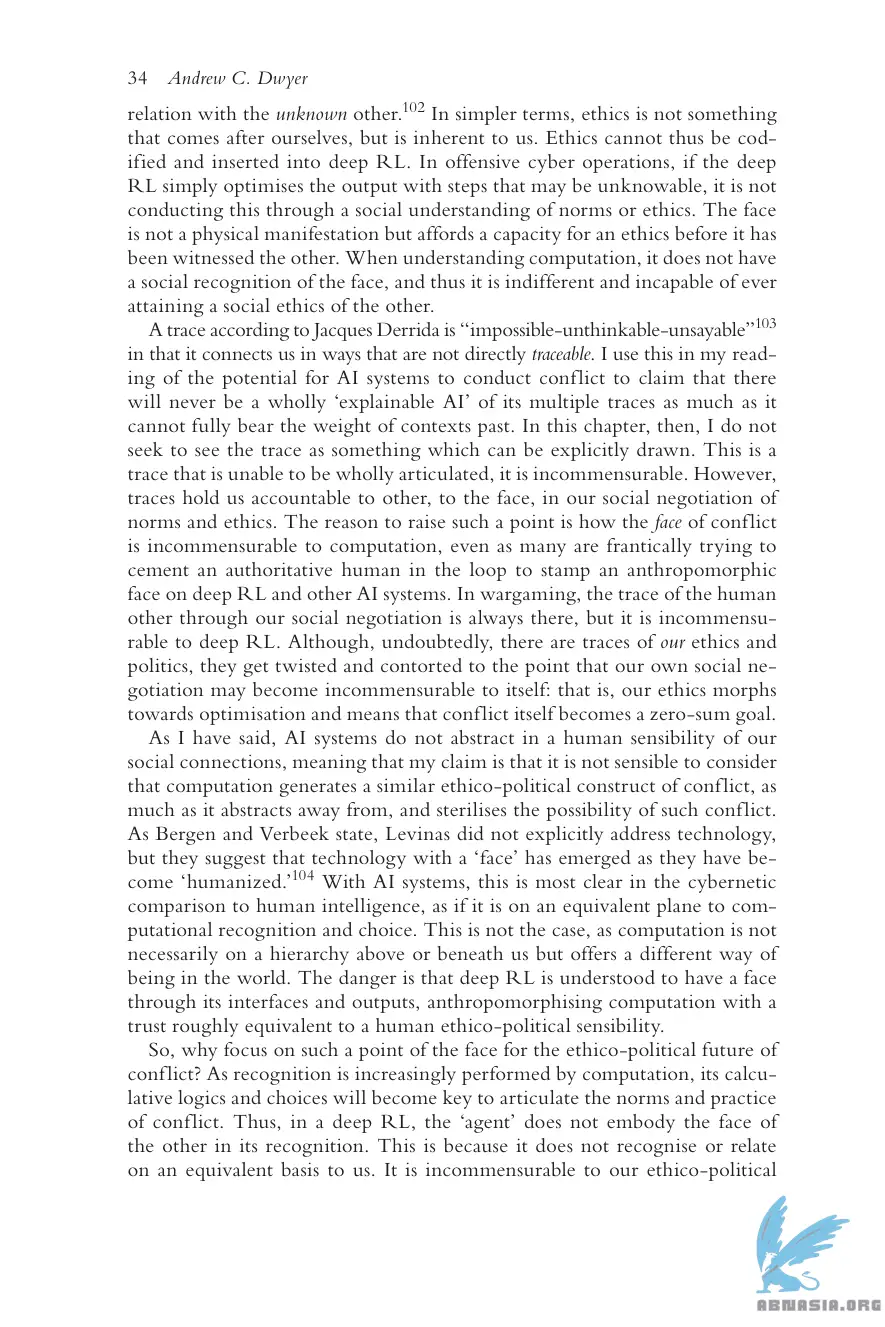 34 Andrew C. Dwyer
relation with the unknown other.102 In simpler terms, ethics is not something
that comes after ourselves, but is inherent to us. Ethics cannot thus be cod-
ified and inserted into deep RL. In offensive cyber operations, if the deep
RL simply optimises the output with steps that may be unknowable, it is not
conducting this through a social understanding of norms or ethics. The face
is not a physical manifestation but affords a capacity for an ethics before it has
been witnessed the other. When understanding computation, it does not have
a social recognition of the face, and thus it is indifferent and incapable of ever
attaining a social ethics of the other.
A trace according to Jacques Derrida is “impossible-unthinkable-unsayable”103
in that it connects us in ways that are not directly traceable. I use this in my read-
ing of the potential for AI systems to conduct conflict to claim that there
will never be a wholly ‘explainable AI’ of its multiple traces as much as it
cannot fully bear the weight of contexts past. In this chapter, then, I do not
seek to see the trace as something which can be explicitly drawn. This is a
trace that is unable to be wholly articulated, it is incommensurable. However,
traces hold us accountable to other, to the face, in our social negotiation of
norms and ethics. The reason to raise such a point is how the face of conflict
is incommensurable to computation, even as many are frantically trying to
cement an authoritative human in the loop to stamp an anthropomorphic
face on deep RL and other AI systems. In wargaming, the trace of the human
other through our social negotiation is always there, but it is incommensu-
rable to deep RL. Although, undoubtedly, there are traces of our ethics and
politics, they get twisted and contorted to the point that our own social ne-
gotiation may become incommensurable to itself: that is, our ethics morphs
towards optimisation and means that conflict itself becomes a zero-sum goal.
As I have said, AI systems do not abstract in a human sensibility of our
social connections, meaning that my claim is that it is not sensible to consider
that computation generates a similar ethico-political construct of conflict, as
much as it abstracts away from, and sterilises the possibility of such conflict.
As Bergen and Verbeek state, Levinas did not explicitly address technology,
but they suggest that technology with a ‘face’ has emerged as they have be-
come ‘humanized.’104 With AI systems, this is most clear in the cybernetic
comparison to human intelligence, as if it is on an equivalent plane to com-
putational recognition and choice. This is not the case, as computation is not
necessarily on a hierarchy above or beneath us but offers a different way of
being in the world. The danger is that deep RL is understood to have a face
through its interfaces and outputs, anthropomorphising computation with a
trust roughly equivalent to a human ethico-political sensibility.
So, why focus on such a point of the face for the ethico-political future of
conflict? As recognition is increasingly performed by computation, its calcu-
lative logics and choices will become key to articulate the norms and practice
of conflict. Thus, in a deep RL, the ‘agent’ does not embody the face of
the other in its recognition. This is because it does not recognise or relate
on an equivalent basis to us. It is incommensurable to our ethico-political
ABNASIA.ORG